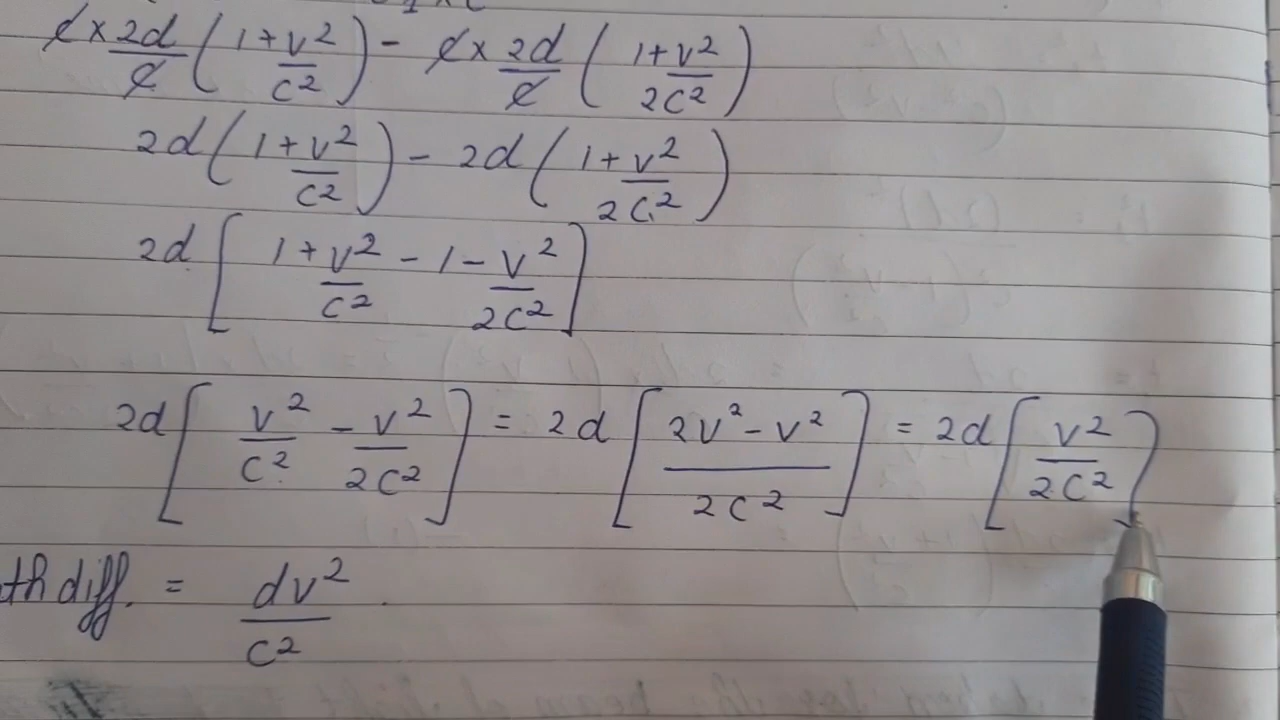 c × 2d/c ( 1 + v²/c² ) - c × 2d/c ( 1 + v²/2c² )
2d ( 1 + v²/c² ) - 2d ( 1 + v²/2c² )
2d [ 1 + v²/c² - 1 - v²/2c² ]
2d [ v²/c² - v²/2c² ] = 2d [ 2v² - v² / 2c² ] = 2d [ v²/2c² ]
th diff. = dv²/c²